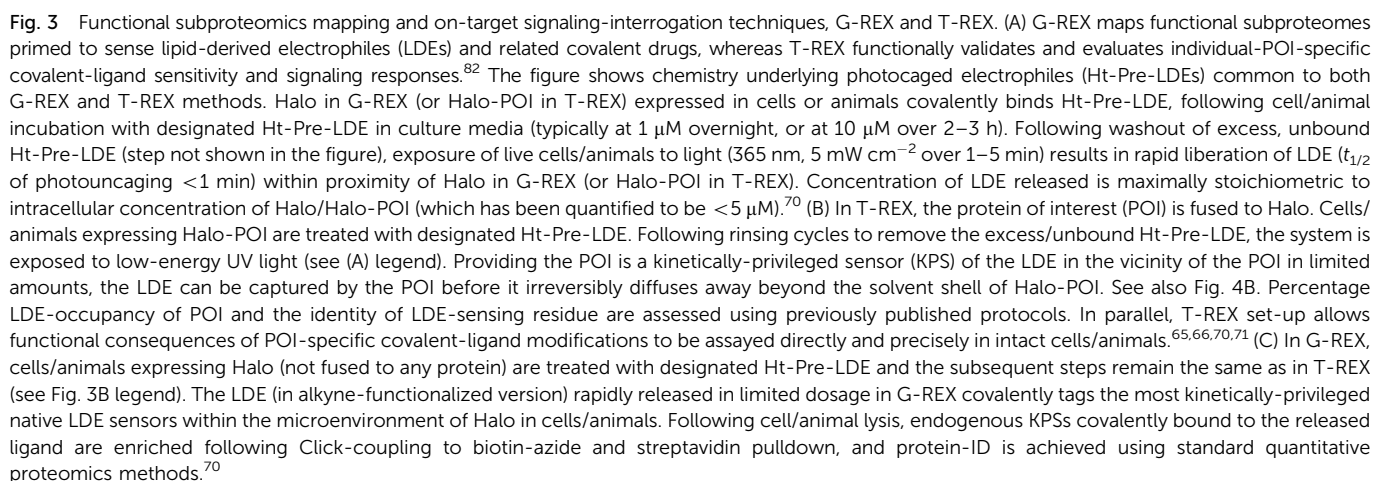 Fig. 3 Functional subproteomics mapping and on-target signaling-interrogation techniques, G-REX and T-REX. (A) G-REX maps functional subproteomes
primed to sense lipid-derived electrophiles (LDEs) and related covalent drugs, whereas T-REX functionally validates and evaluates individual-POI-specific
covalent-ligand sensitivity and signaling responses.⁸² The figure shows chemistry underlying photocaged electrophiles (Ht-Pre-LDEs) common to both
G-REX and T-REX methods. Halo in G-REX (or Halo-POI in T-REX) expressed in cells or animals covalently binds Ht-Pre-LDE, following cell/animal
incubation with designated Ht-Pre-LDE in culture media (typically at 1 μM overnight, or at 10 μM over 2–3 h). Following washout of excess, unbound
Ht-Pre-LDE (step not shown in the figure), exposure of live cells/animals to light (365 nm, 5 mW cm⁻² over 1–5 min) results in rapid liberation of LDE (t₁/₂
of photouncaging <1 min) within proximity of Halo in G-REX (or Halo-POI in T-REX). Concentration of LDE released is maximally stoichiometric to
intracellular concentration of Halo/Halo-POI (which has been quantified to be <5 μM).⁷⁰ (B) In T-REX, the protein of interest (POI) is fused to Halo. Cells/
animals expressing Halo-POI are treated with designated Ht-Pre-LDE. Following rinsing cycles to remove the excess/unbound Ht-Pre-LDE, the system is
exposed to low-energy UV light (see (A) legend). Providing the POI is a kinetically-privileged sensor (KPS) of the LDE in the vicinity of the POI in limited
amounts, the LDE can be captured by the POI before it irreversibly diffuses away beyond the solvent shell of Halo-POI. See also Fig. 4B. Percentage
LDE-occupancy of POI and the identity of LDE-sensing residue are assessed using previously published protocols. In parallel, T-REX set-up allows
functional consequences of POI-specific covalent-ligand modifications to be assayed directly and precisely in intact cells/animals.⁶⁵,⁶⁶,⁷⁰,⁷¹ (C) In G-REX,
cells/animals expressing Halo (not fused to any protein) are treated with designated Ht-Pre-LDE and the subsequent steps remain the same as in T-REX
(see Fig. 3B legend). The LDE (in alkyne-functionalized version) rapidly released in limited dosage in G-REX covalently tags the most kinetically-privileged
native LDE sensors within the microenvironment of Halo in cells/animals. Following cell/animal lysis, endogenous KPSs covalently bound to the released
ligand are enriched following Click-coupling to biotin-azide and streptavidin pulldown, and protein-ID is achieved using standard quantitative
proteomics methods.⁷⁰